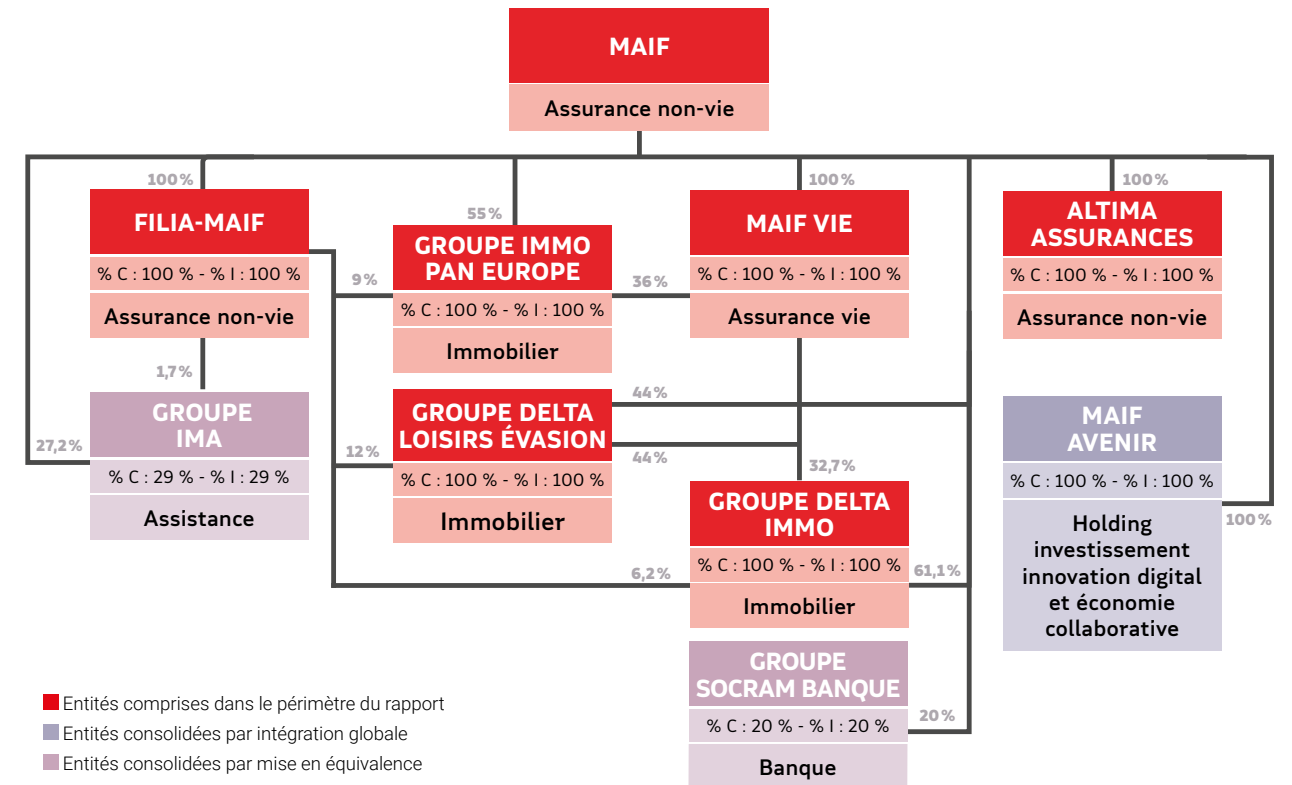 MAIF
Assurance non-vie
100%
FILIA-MAIF
% C : 100 % - % I : 100 %
Assurance non-vie
55%
GROUPE IMMO
PAN EUROPE
% C : 100 % - % I : 100 %
Immobilier
9%
36%
100%
MAIF VIE
% C : 100 % - % I : 100 %
Assurance vie
100%
ALTIMA
ASSURANCES
% C : 100 % - % I : 100 %
Assurance non-vie
1,7%
27,2%
GROUPE
IMA
% C : 29 % - % I : 29 %
Assistance
12%
GROUPE DELTA
LOISIRS ÉVASION
% C : 100 % - % I : 100 %
Immobilier
44%
44%
32,7%
GROUPE DELTA
IMMO
% C : 100 % - % I : 100 %
Immobilier
6,2%
61,1%
MAIF
AVENIR
% C : 100 % - % I : 100 %
Holding
investissement
innovation digital
et économie
collaborative
100%
GROUPE
SOCRAM BANQUE
% C : 20 % - % I : 20 %
Banque
20%
Entités comprises dans le périmètre du rapport
Entités consolidées par intégration globale
Entités consolidées par mise en équivalence